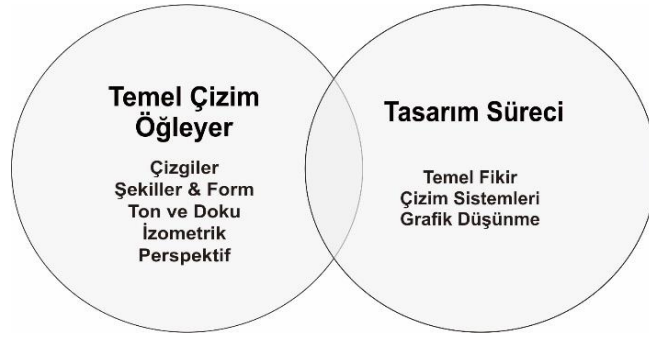 Temel Çizim
Öğleyer
Çizgiler
Şekiller & Form
Ton ve Doku
İzometrik
Perspektif
Tasarım Süreci
Temel Fikir
Çizim Sistemleri
Grafik Düşünme